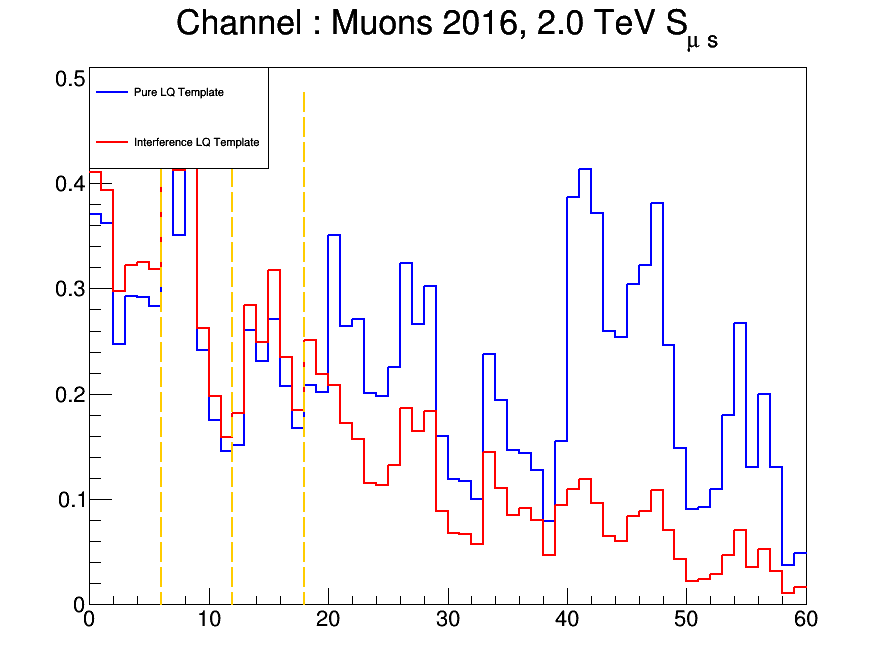 Channel : Muons 2016, 2.0 TeV S_μ s
0.5
Pure LQ Template
Interference LQ Template
0.4
0.3
0.2
0.1
0
0 10 20 30 40 50 60